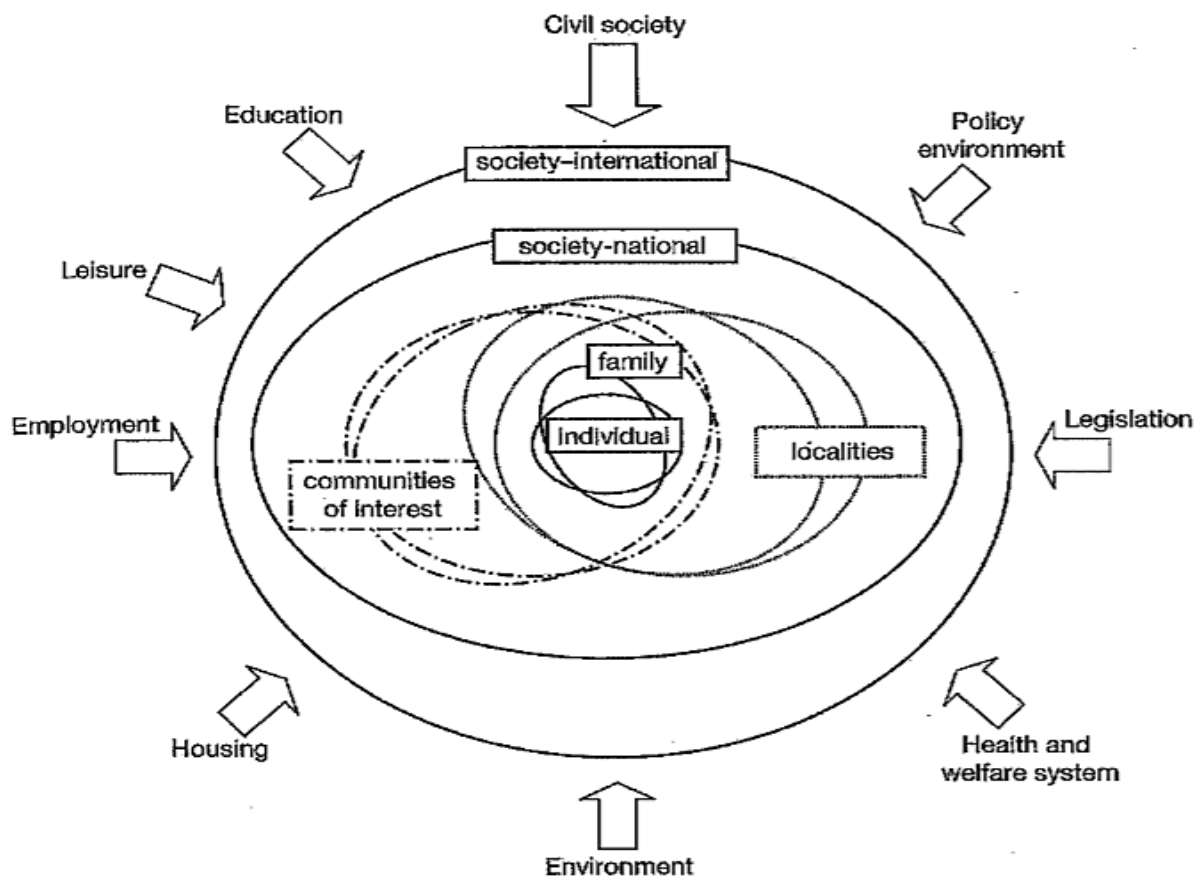 Civil society
Education
Policy
environment
society–international
society-national
Leisure
family
Employment
individual
localities
Legislation
communities
of interest
Housing
Health and
welfare system
Environment